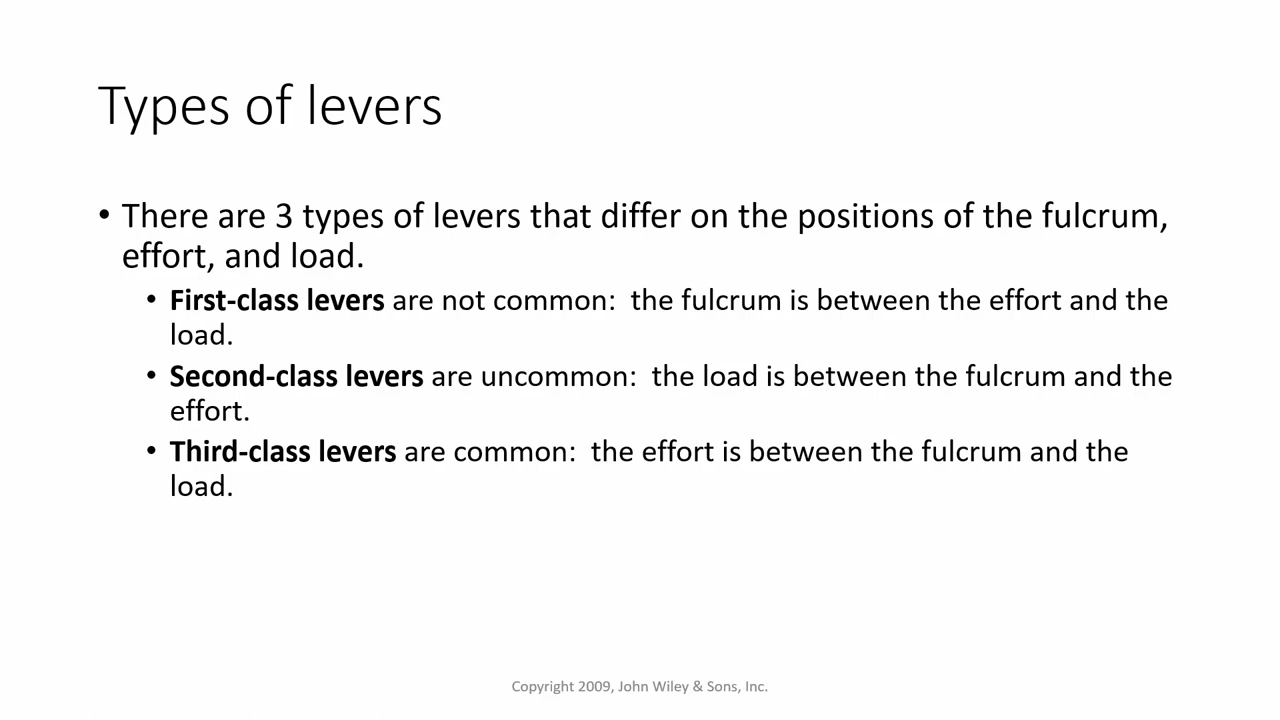 Types of levers
• There are 3 types of levers that differ on the positions of the fulcrum,
effort, and load.
• First-class levers are not common:  the fulcrum is between the effort and the
load.
• Second-class levers are uncommon:  the load is between the fulcrum and the
effort.
• Third-class levers are common:  the effort is between the fulcrum and the
load.
Copyright 2009, John Wiley & Sons, Inc.